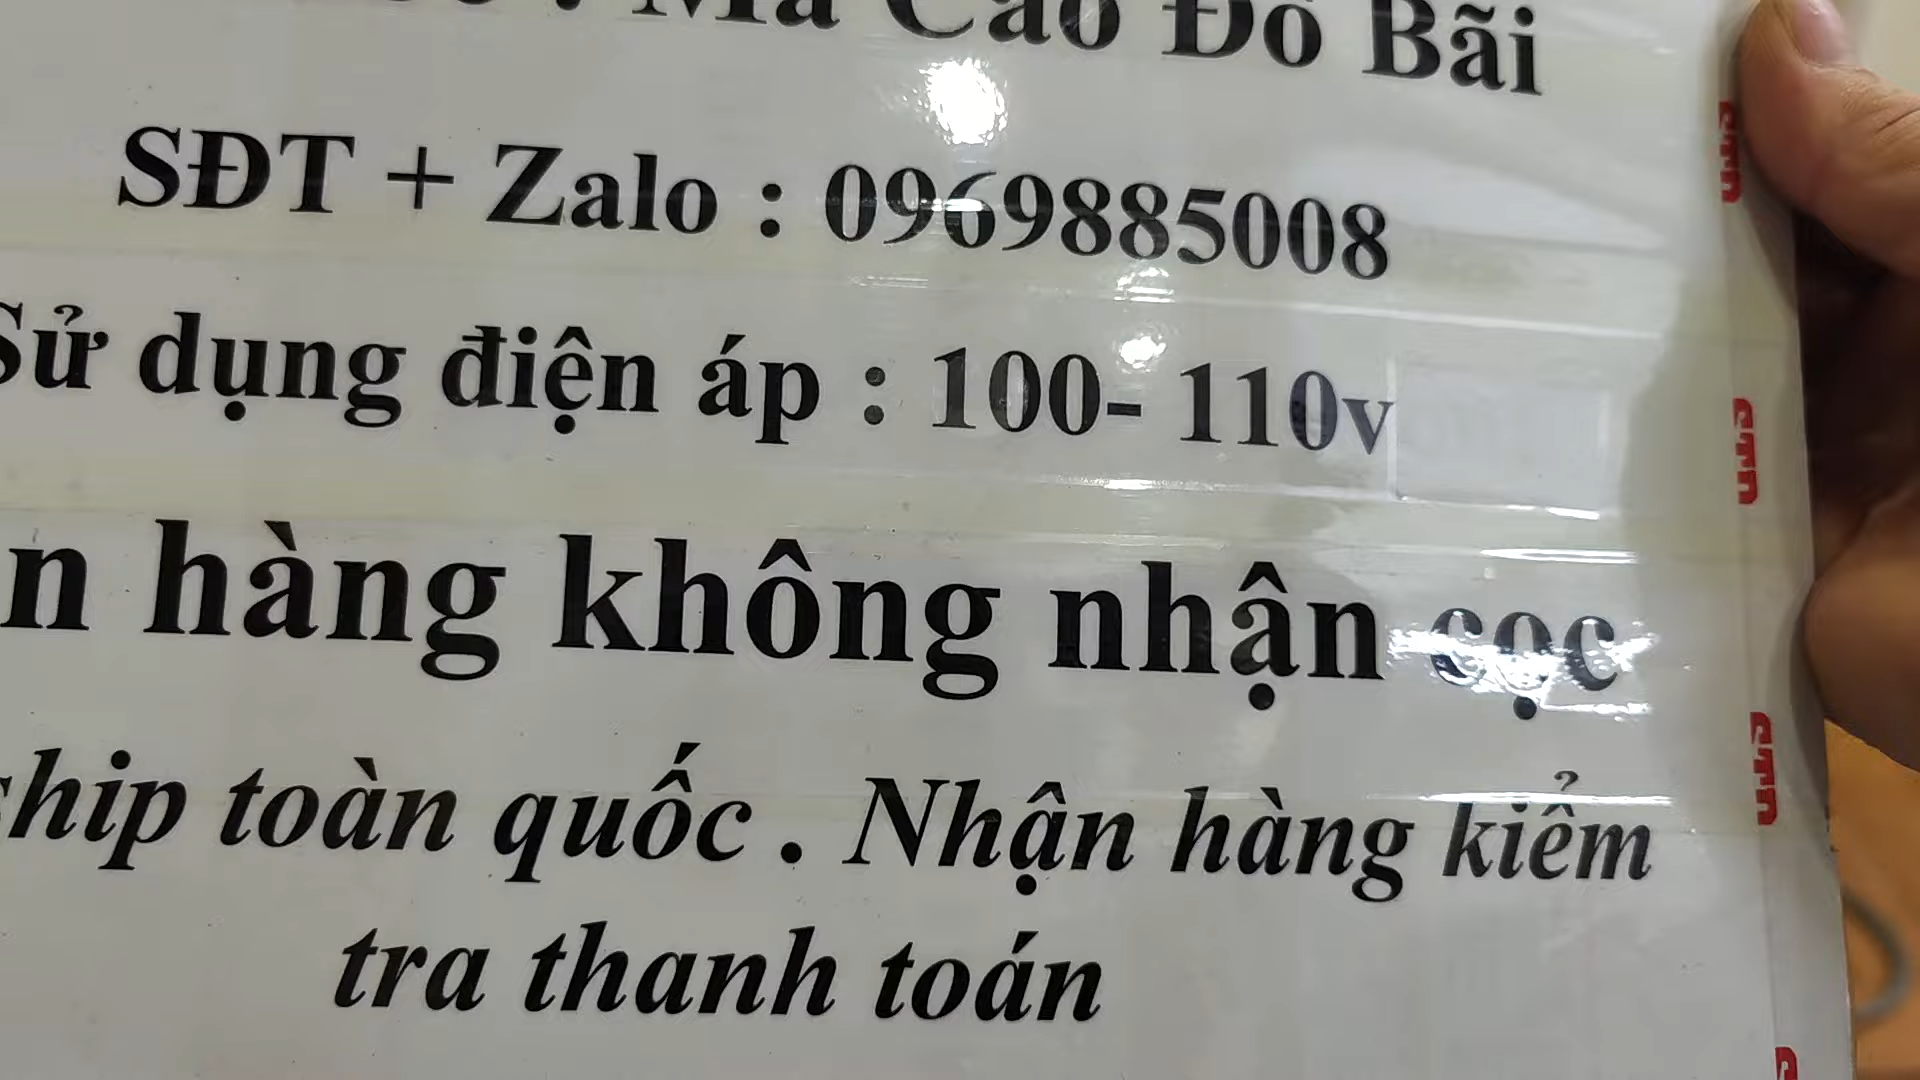 : Mã Cao Đỏ Bãi
SĐT + Zalo : 0969885008
Sử dụng điện áp : 100- 110v
hàng không nhận cọc
ship toàn quốc . Nhận hàng kiểm
tra thanh toán